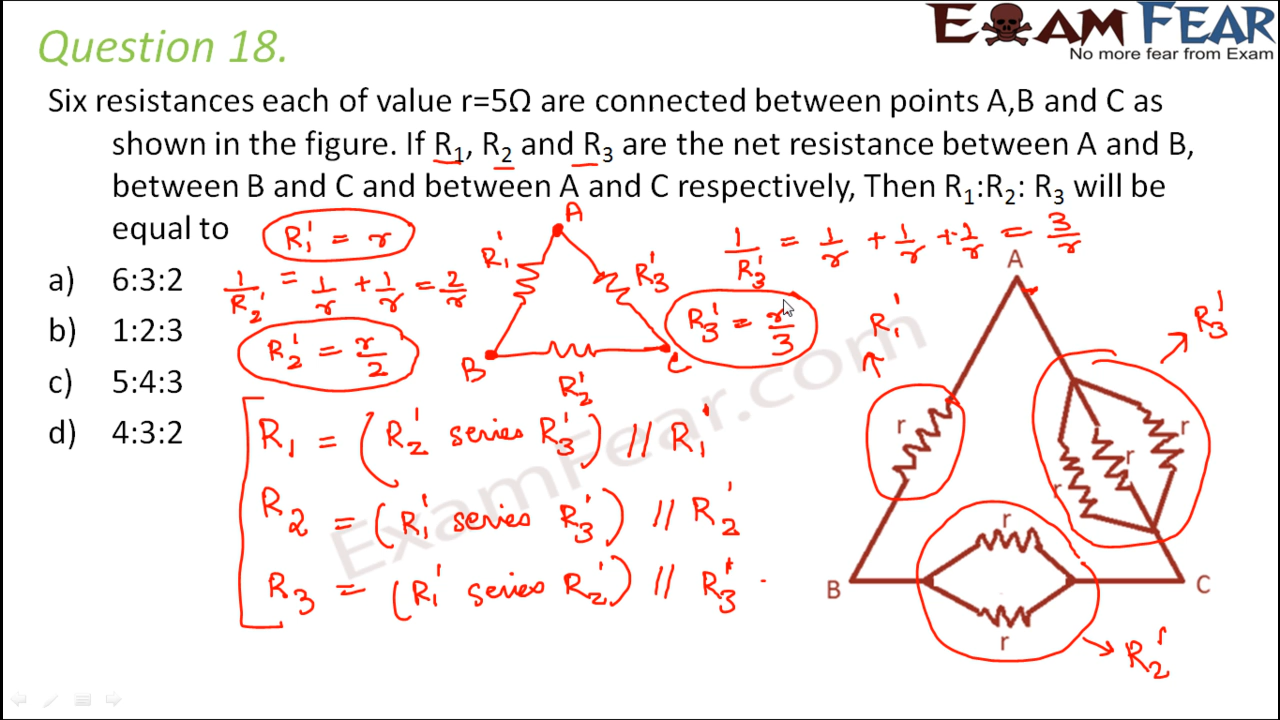 Question 18.
EXAM FEAR
No more fear from Exam
Six resistances each of value r=5Ω are connected between points A,B and C as
shown in the figure. If R₁, R₂ and R₃ are the net resistance between A and B,
between B and C and between A and C respectively, Then R₁:R₂: R₃ will be
equal to
a) 6:3:2
b) 1:2:3
c) 5:4:3
d) 4:3:2
R₁' = r
1/R₂' = 1/r + 1/r = 2/r
R₂' = r/2
A
R₁'
R₃'
B
R₂'
C
1/R₃' = 1/r + 1/r + 1/r = 3/r
R₃' = r/3
R₁ = (R₂' series R₃') // R₁'
R₂ = (R₁' series R₃') // R₂'
R₃ = (R₁' series R₂') // R₃'
A
R₁'
R₃'
r
r
r
r
r
B
C
r
R₂'
ExamFear.com